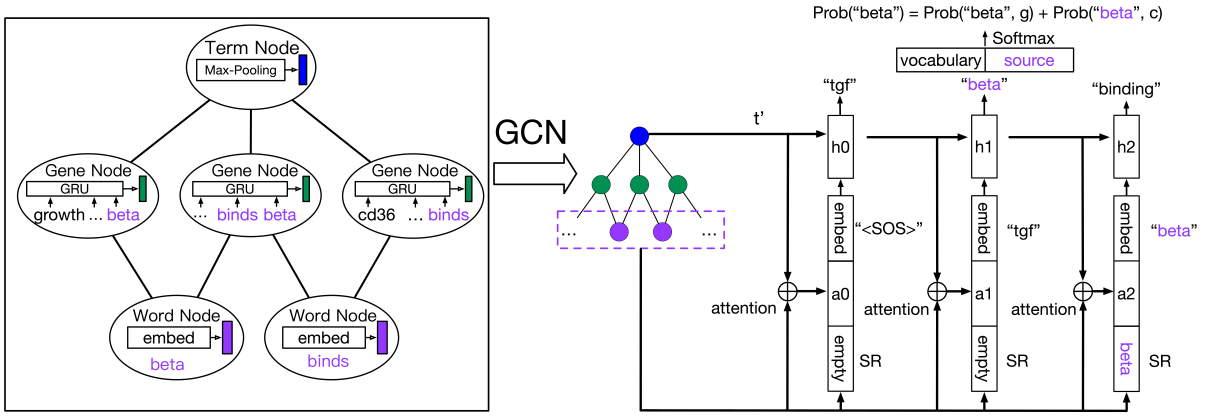 Prob(“beta”) = Prob(“beta”, g) + Prob(“beta”, c)
Softmax
vocabulary source
“tgf” “beta” “binding”
Term Node
Max-Pooling
GCN
t’
h0 h1 h2
Gene Node Gene Node Gene Node
GRU GRU GRU
growth ... beta ... binds beta cd36 ... binds
embed “<SOS>” embed “tgf” embed “beta”
... ...
attention a0 attention a1 attention a2
Word Node Word Node
embed embed
beta binds
empty SR empty SR beta SR